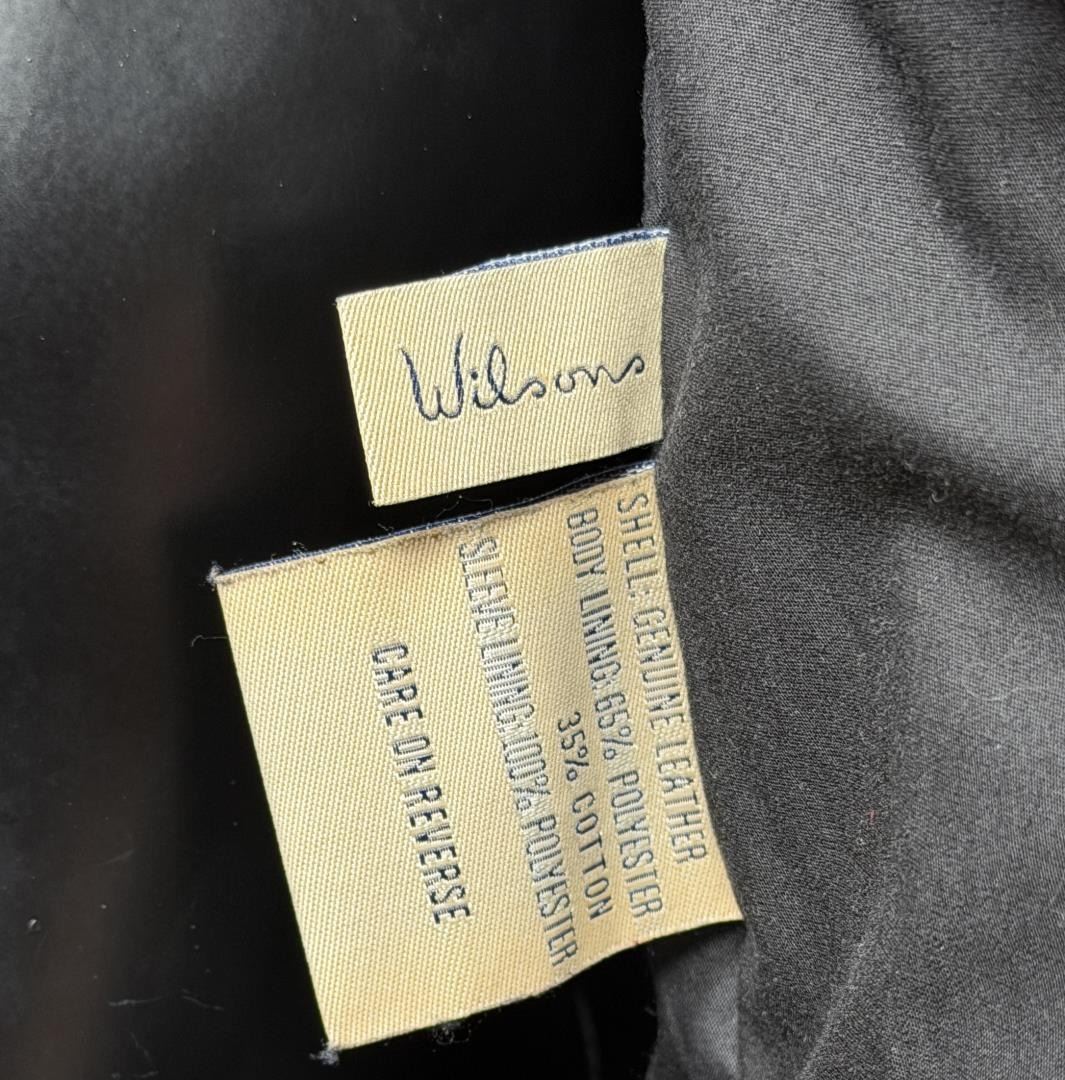 Wilsons
SHELL: GENUINE LEATHER
BODY LINING: 65% POLYESTER
35% COTTON
SLEEVE LINING: 100% POLYESTER
CARE ON REVERSE